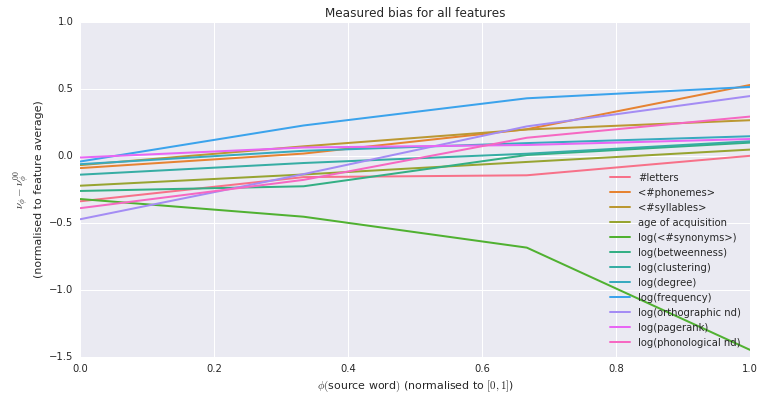 Measured bias for all features
1.0
0.5
0.0
−0.5
−1.0
−1.5
ν_ϕ − ν_ϕ^00
(normalised to feature average)
#letters
<#phonemes>
<#syllables>
age of acquisition
log(<#synonyms>)
log(betweenness)
log(clustering)
log(degree)
log(frequency)
log(orthographic nd)
log(pagerank)
log(phonological nd)
0.0 0.2 0.4 0.6 0.8 1.0
ϕ(source word) (normalised to [0, 1])